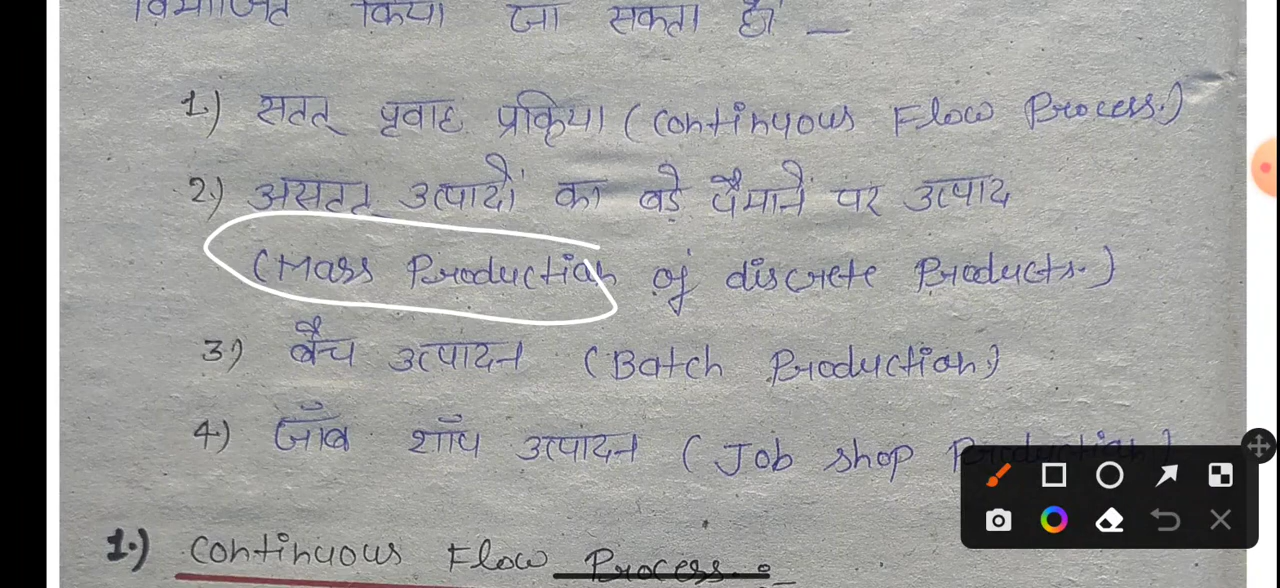 विभाजित किया जा सकता है। _
1.) सतत् प्रवाह प्रक्रिया (Continuous Flow Process.)
2.) असतत् उत्पादों का बड़े पैमाने पर उत्पाद
(Mass Production of discrete Products.)
3.) बैच उत्पादन (Batch Production)
4.) जॉब शॉप उत्पादन (Job shop Production)
1.) Continuous Flow Process :-